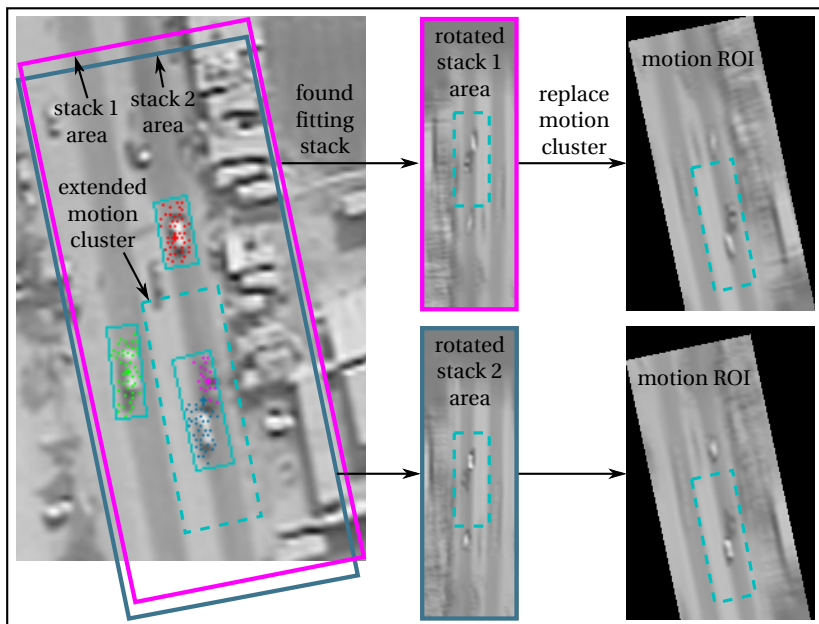 stack 1
area
stack 2
area
extended
motion
cluster
found
fitting
stack
rotated
stack 1
area
replace
motion
cluster
motion ROI
rotated
stack 2
area
motion ROI